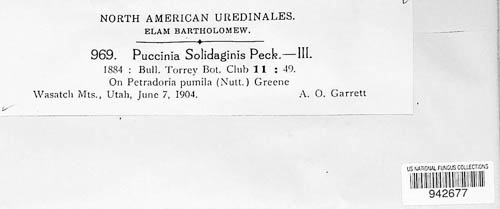 NORTH AMERICAN UREDINALES.
ELAM BARTHOLOMEW.
969. Puccinia Solidaginis Peck.—III.
1884 : Bull. Torrey Bot. Club 11 : 49.
On Petradoria pumila (Nutt.) Greene
Wasatch Mts., Utah, June 7, 1904. A. O. Garrett
US NATIONAL FUNGUS COLLECTIONS
942677